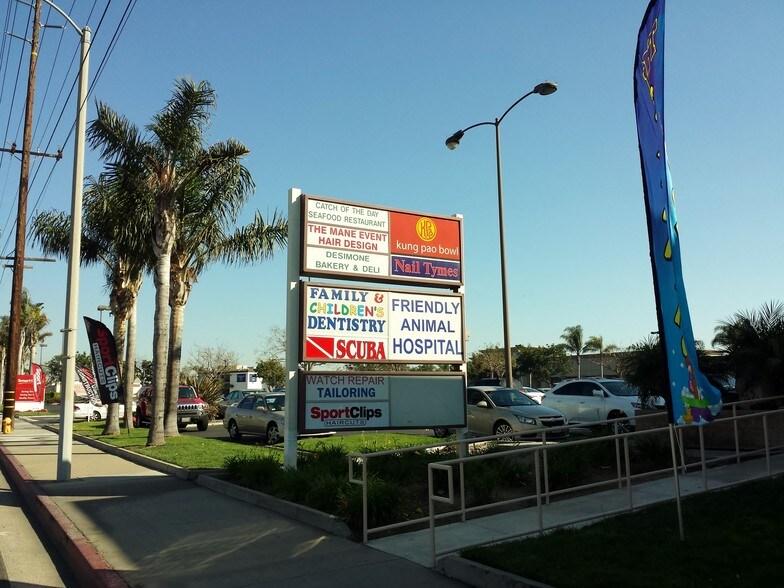 CATCH OF THE DAY
SEAFOOD RESTAURANT
THE MANE EVENT
HAIR DESIGN
DESIMONE
BAKERY & DELI
kung pao bowl
Nail Tymes
FAMILY &
CHILDREN'S
DENTISTRY
SCUBA
FRIENDLY
ANIMAL
HOSPITAL
WATCH REPAIR
TAILORING
SportClips
HAIRCUTS
SportClips